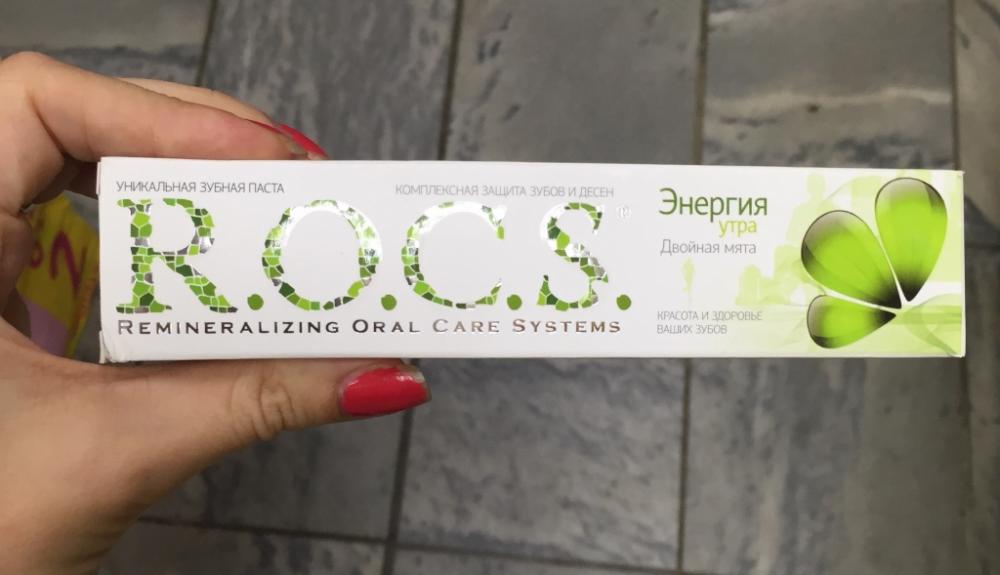 УНИКАЛЬНАЯ ЗУБНАЯ ПАСТА
КОМПЛЕКСНАЯ ЗАЩИТА ЗУБОВ И ДЕСЕН
R.O.C.S.®
REMINERALIZING ORAL CARE SYSTEMS
Энергия
утра
Двойная мята
КРАСОТА И ЗДОРОВЬЕ
ВАШИХ ЗУБОВ
2